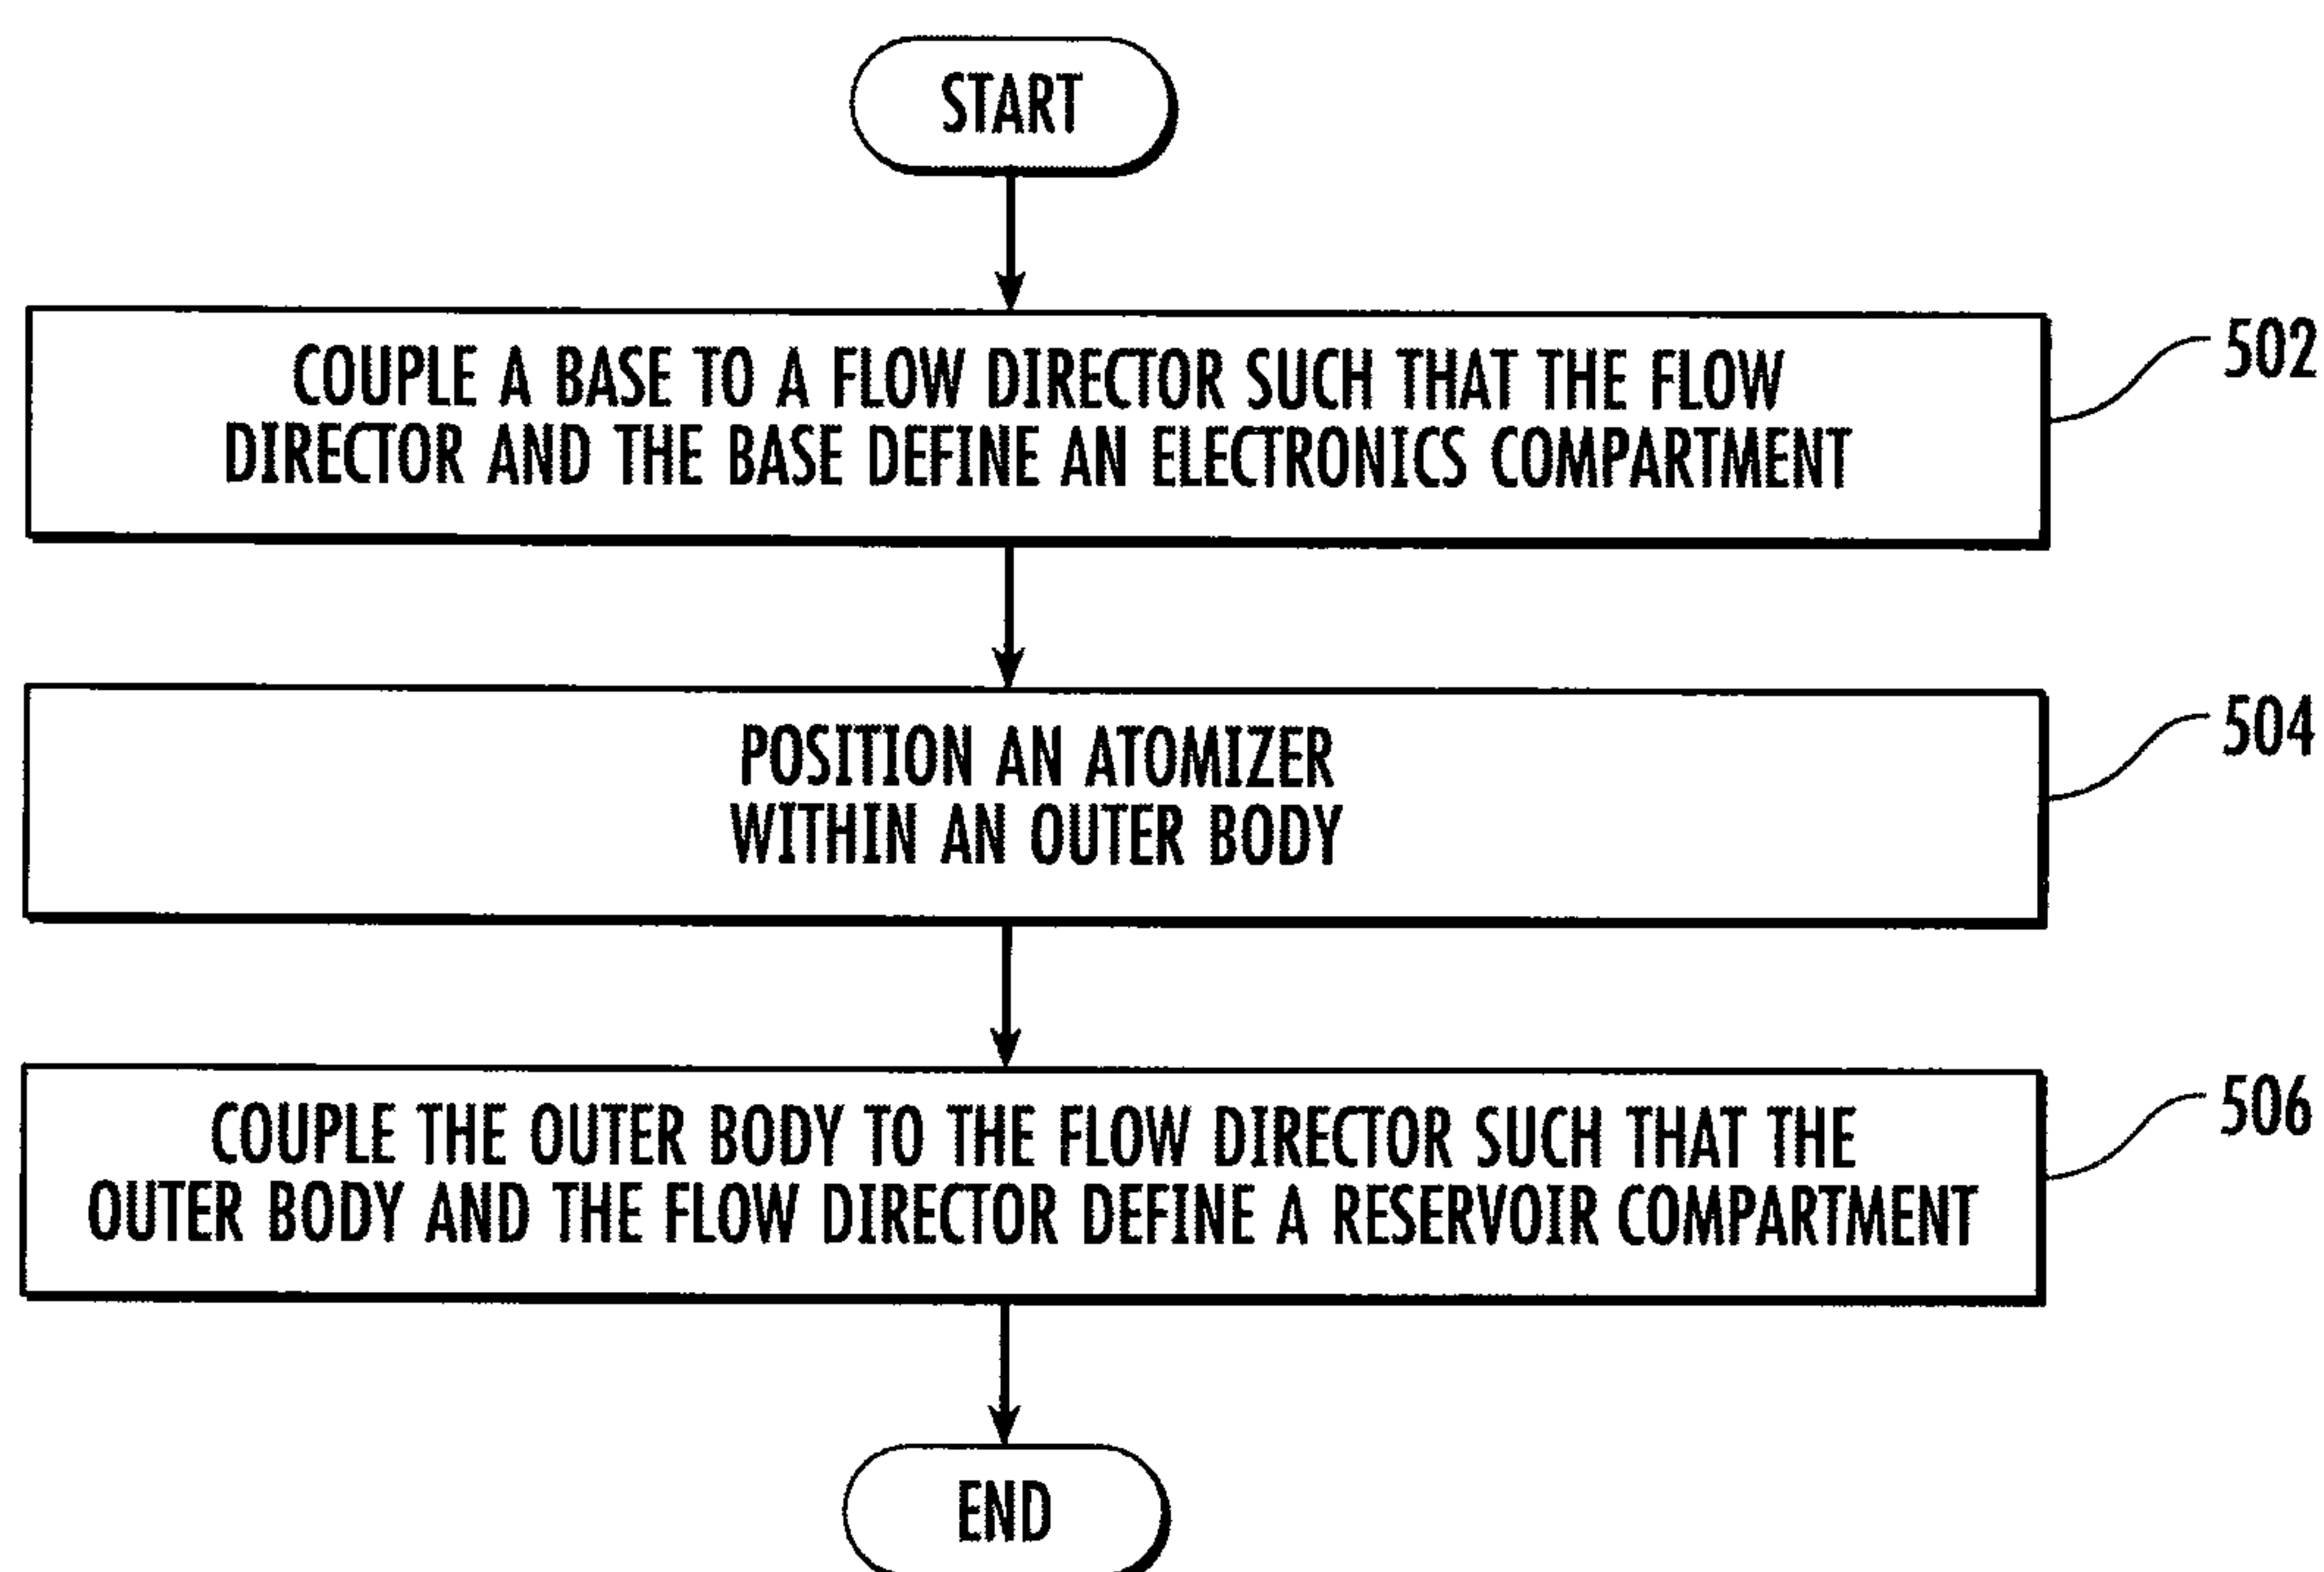 START
COUPLE A BASE TO A FLOW DIRECTOR SUCH THAT THE FLOW
DIRECTOR AND THE BASE DEFINE AN ELECTRONICS COMPARTMENT
502
POSITION AN ATOMIZER
WITHIN AN OUTER BODY
504
COUPLE THE OUTER BODY TO THE FLOW DIRECTOR SUCH THAT THE
OUTER BODY AND THE FLOW DIRECTOR DEFINE A RESERVOIR COMPARTMENT
506
END